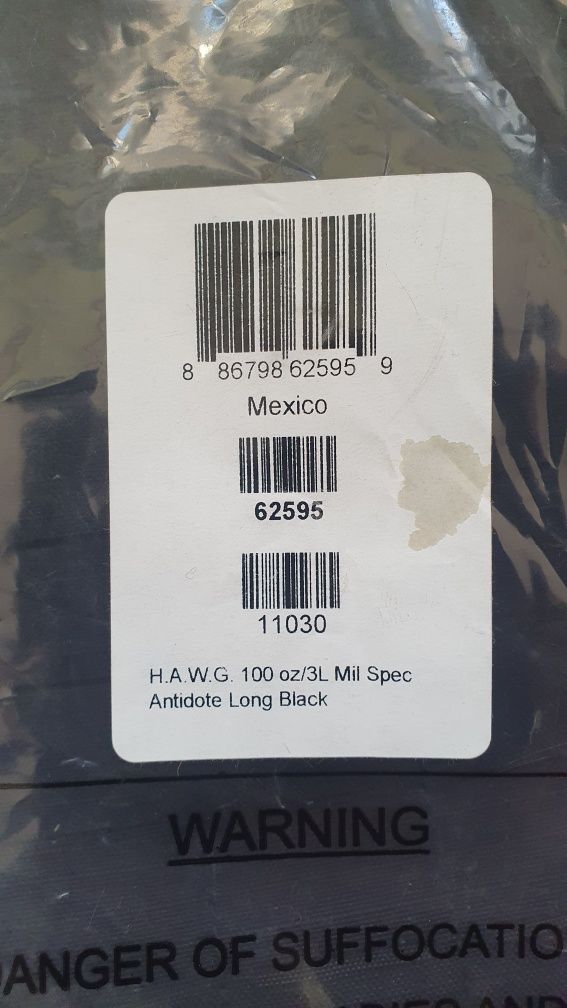 8 86798 62595 9
Mexico
62595
11030
H.A.W.G. 100 oz/3L Mil Spec
Antidote Long Black
WARNING
DANGER OF SUFFOCATIO